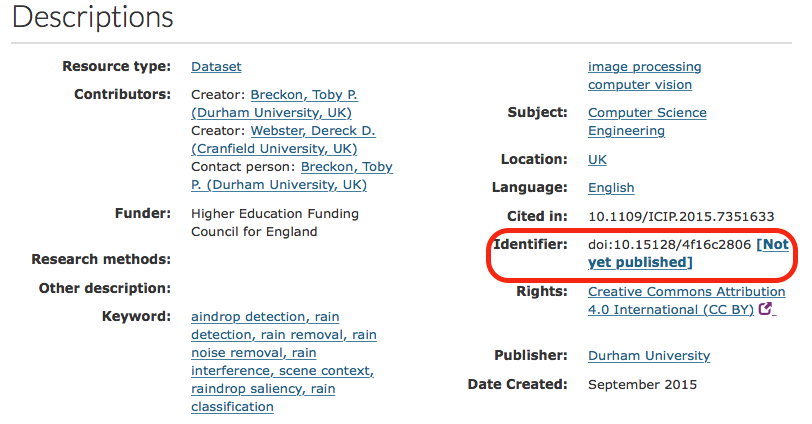 Descriptions
Resource type: Dataset
Contributors: Creator: Breckon, Toby P.
(Durham University, UK)
Creator: Webster, Dereck D.
(Cranfield University, UK)
Contact person: Breckon, Toby
P. (Durham University, UK)
Funder: Higher Education Funding
Council for England
Research methods:
Other description:
Keyword: aindrop detection, rain
detection, rain removal, rain
noise removal, rain
interference, scene context,
raindrop saliency, rain
classification
image processing
computer vision
Subject: Computer Science
Engineering
Location: UK
Language: English
Cited in: 10.1109/ICIP.2015.7351633
Identifier: doi:10.15128/4f16c2806 [Not
yet published]
Rights: Creative Commons Attribution
4.0 International (CC BY)
Publisher: Durham University
Date Created: September 2015